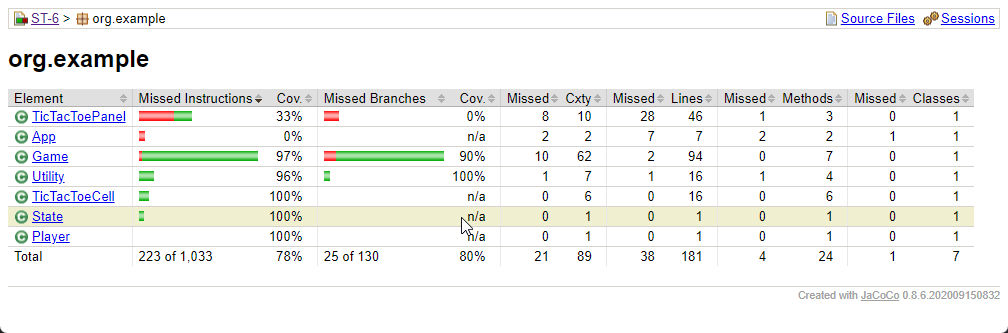 ST-6 > org.example Source Files Sessions
org.example
Element Missed Instructions Cov. Missed Branches Cov. Missed Cxty Missed Lines Missed Methods Missed Classes
TicTacToePanel 33% 0% 8 10 28 46 1 3 0 1
App 0% n/a 2 2 7 7 2 2 1 1
Game 97% 90% 10 62 2 94 0 7 0 1
Utility 96% 100% 1 7 1 16 1 4 0 1
TicTacToeCell 100% n/a 0 6 0 16 0 6 0 1
State 100% n/a 0 1 0 1 0 1 0 1
Player 100% n/a 0 1 0 1 0 1 0 1
Total 223 of 1,033 78% 25 of 130 80% 21 89 38 181 4 24 1 7
Created with JaCoCo 0.8.6.202009150832